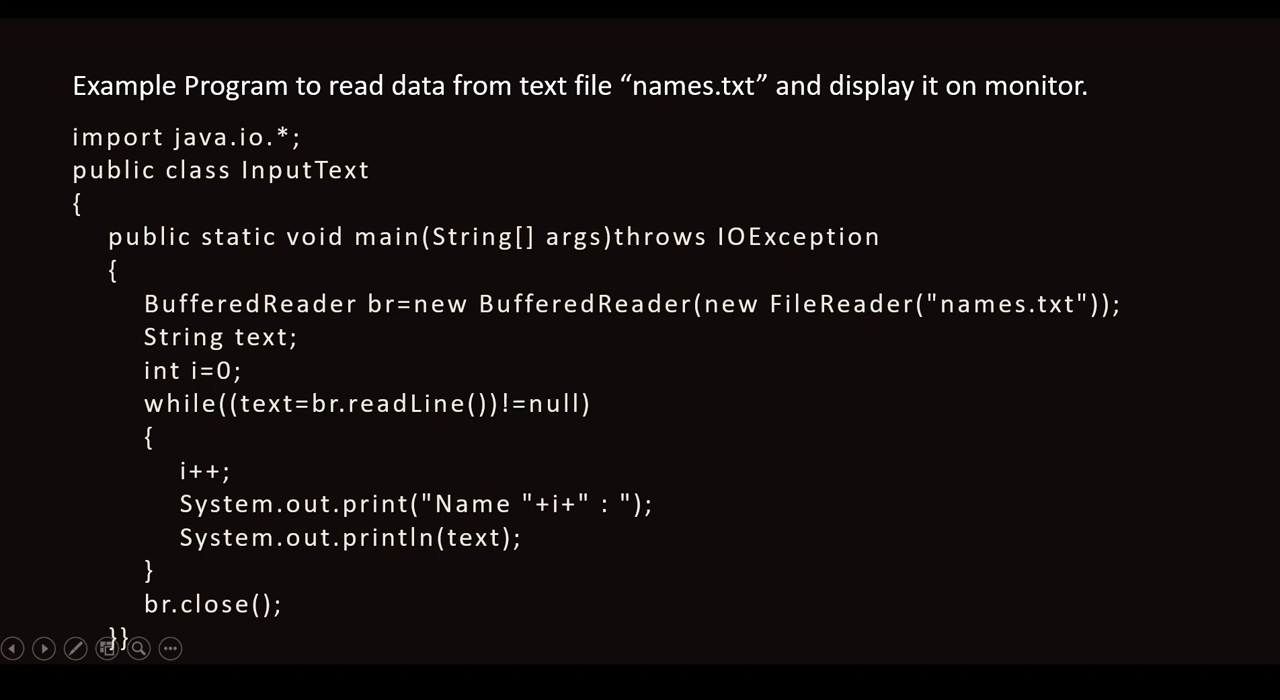 Example Program to read data from text file “names.txt” and display it on monitor.
import java.io.*;
public class InputText
{
public static void main(String[] args)throws IOException
{
BufferedReader br=new BufferedReader(new FileReader("names.txt"));
String text;
int i=0;
while((text=br.readLine())!=null)
{
i++;
System.out.print("Name "+i+" : ");
System.out.println(text);
}
br.close();
}}